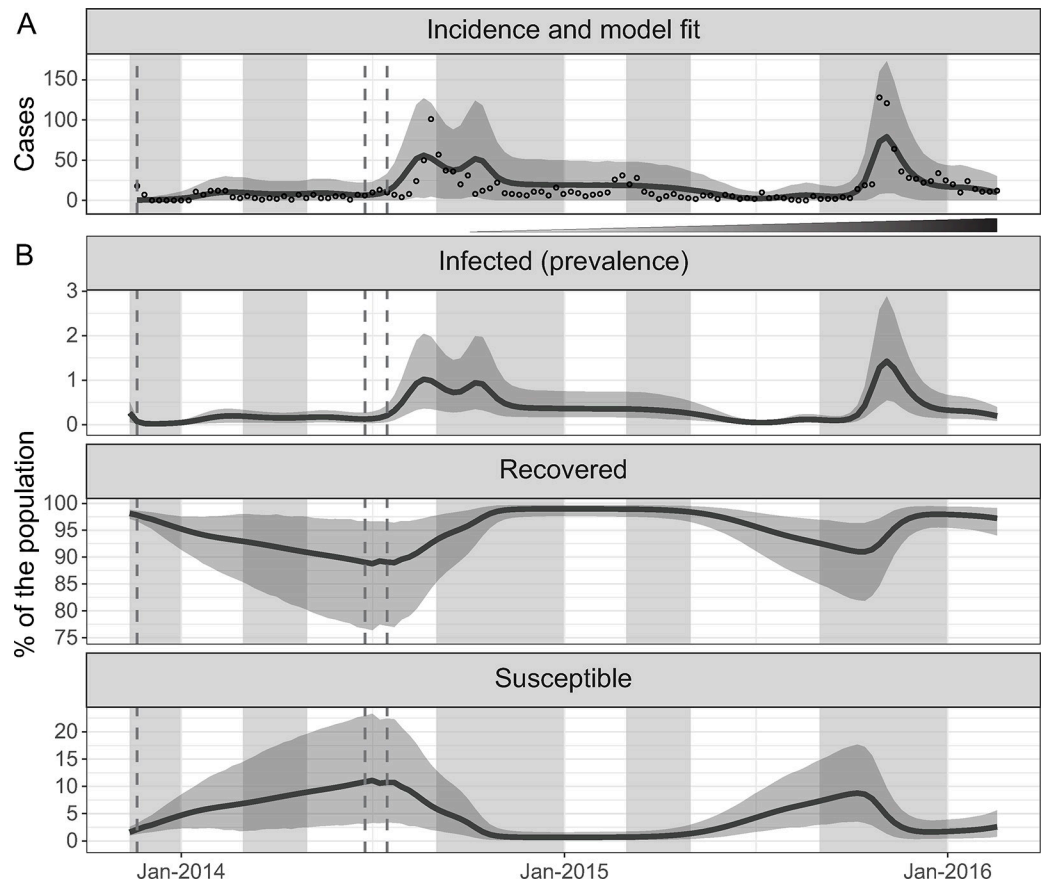 A
Incidence and model fit
Cases
150
100
50
0
B
Infected (prevalence)
% of the population
3
2
1
0
Recovered
100
95
90
85
80
75
Susceptible
20
15
10
5
0
Jan-2014
Jan-2015
Jan-2016